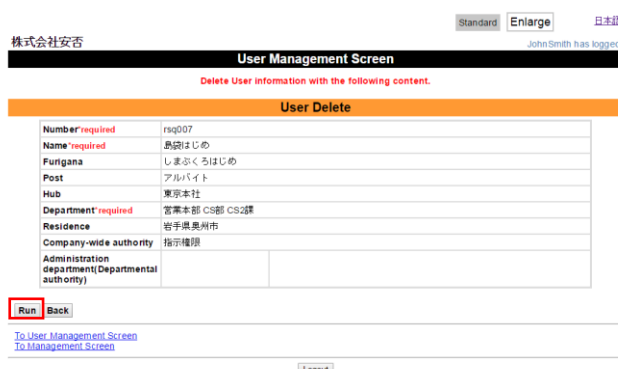 Standard Enlarge 日本語
株式会社安否
JohnSmith has logged
User Management Screen
Delete User information with the following content.
User Delete
Number*required rsq007
Name*required 島袋はじめ
Furigana しまぶくろはじめ
Post アルバイト
Hub 東京本社
Department*required 営業本部 CS部 CS2課
Residence 岩手県奥州市
Company-wide authority 指示権限
Administration
department(Departmental
authority)
Run Back
To User Management Screen
To Management Screen
Logout